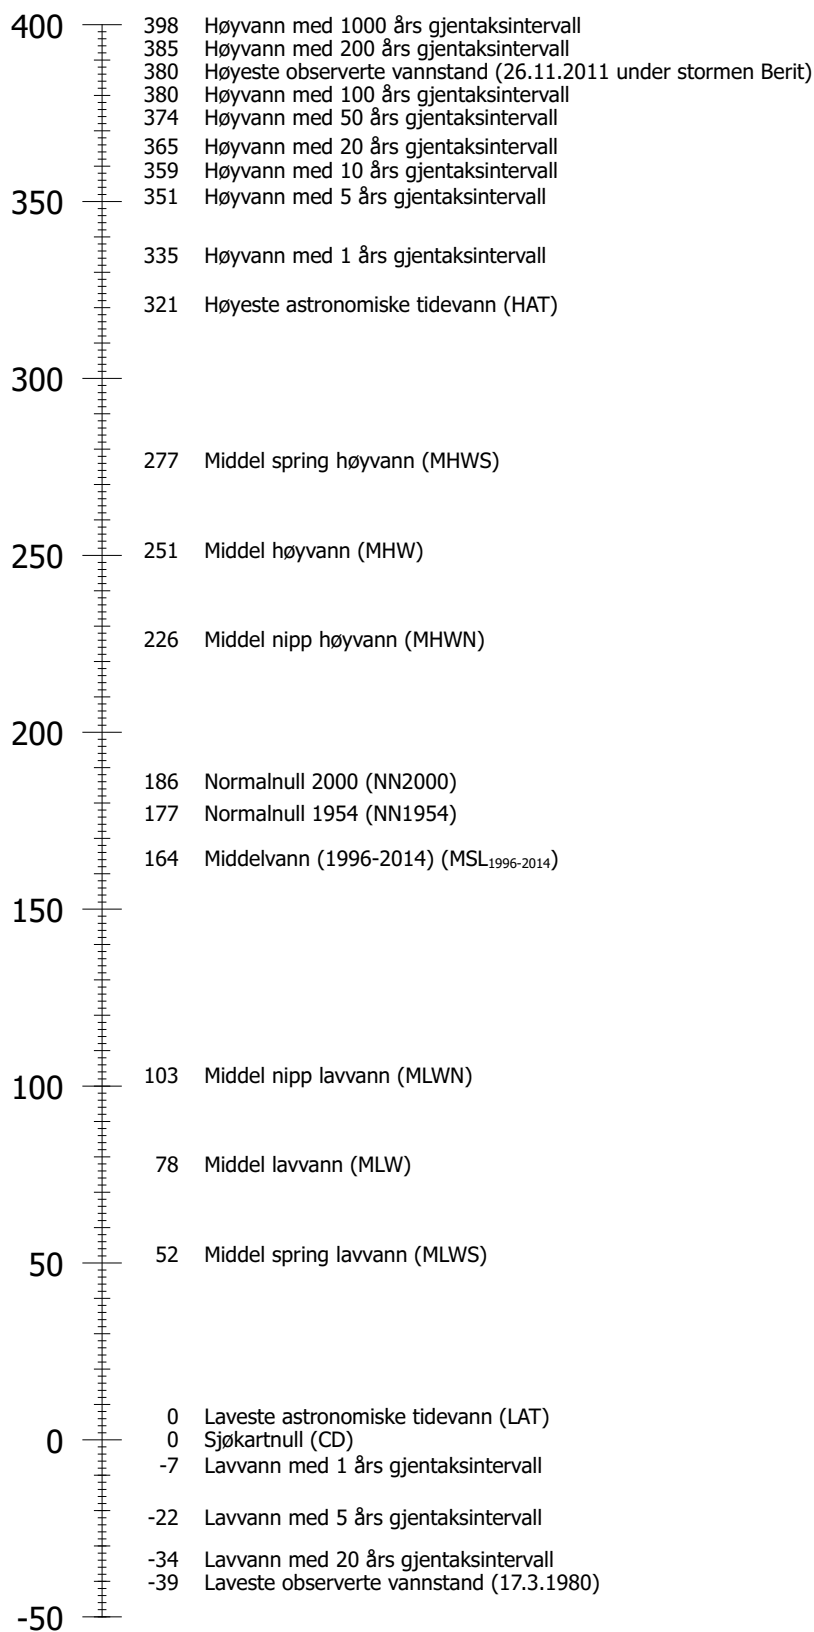 400
398 Høyvann med 1000 års gjentaksintervall
385 Høyvann med 200 års gjentaksintervall
380 Høyeste observerte vannstand (26.11.2011 under stormen Berit)
380 Høyvann med 100 års gjentaksintervall
374 Høyvann med 50 års gjentaksintervall
365 Høyvann med 20 års gjentaksintervall
359 Høyvann med 10 års gjentaksintervall
351 Høyvann med 5 års gjentaksintervall
350
335 Høyvann med 1 års gjentaksintervall
321 Høyeste astronomiske tidevann (HAT)
300
277 Middel spring høyvann (MHWS)
251 Middel høyvann (MHW)
250
226 Middel nipp høyvann (MHWN)
200
186 Normalnull 2000 (NN2000)
177 Normalnull 1954 (NN1954)
164 Middelvann (1996-2014) (MSL1996-2014)
150
103 Middel nipp lavvann (MLWN)
100
78 Middel lavvann (MLW)
52 Middel spring lavvann (MLWS)
50
0 Laveste astronomiske tidevann (LAT)
0
0 Sjøkartnull (CD)
-7 Lavvann med 1 års gjentaksintervall
-22 Lavvann med 5 års gjentaksintervall
-34 Lavvann med 20 års gjentaksintervall
-39 Laveste observerte vannstand (17.3.1980)
-50